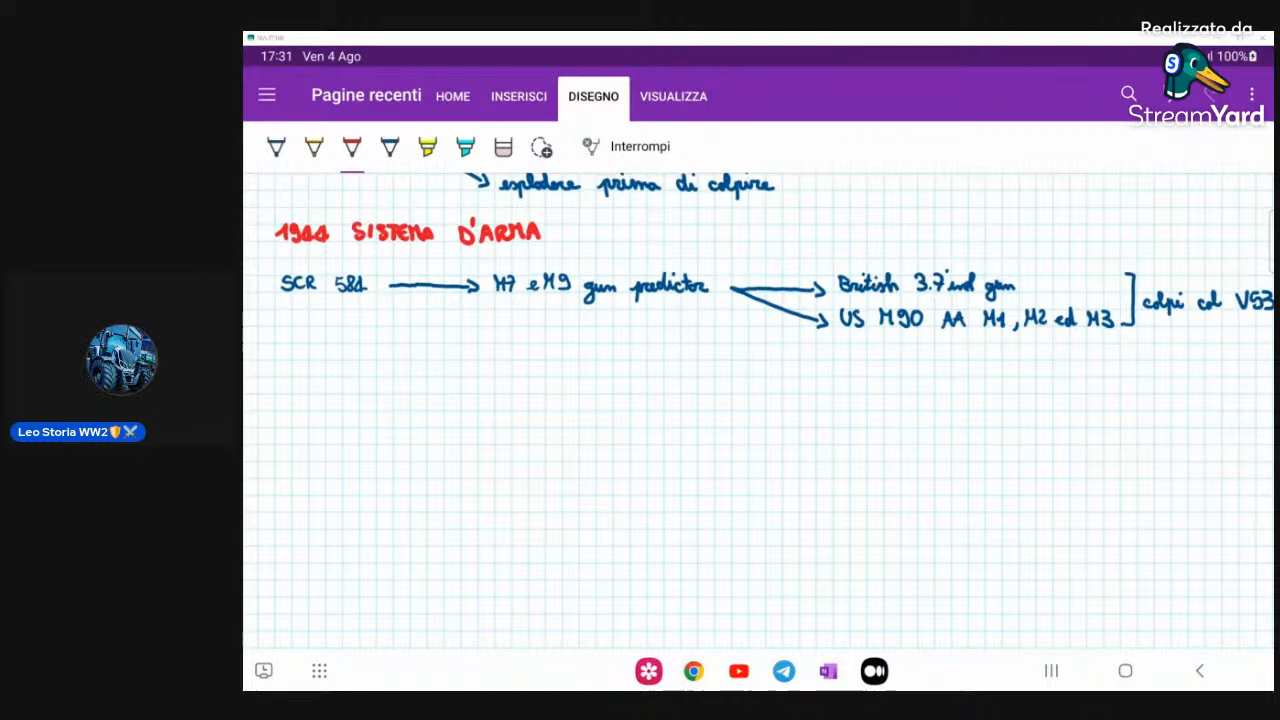 Realizzato da
StreamYard
17:31 Ven 4 Ago
100%
Pagine recenti HOME INSERISCI DISEGNO VISUALIZZA
Interrompi
esplodere prima di colpire
1944 SISTEMA D'ARMA
SCR 584 → M7 e M9 gun predictor → British 3.7 inch gun
→ US M90 AA M1, M2 ed M3 ] colpi col V53
Leo Storia WW2